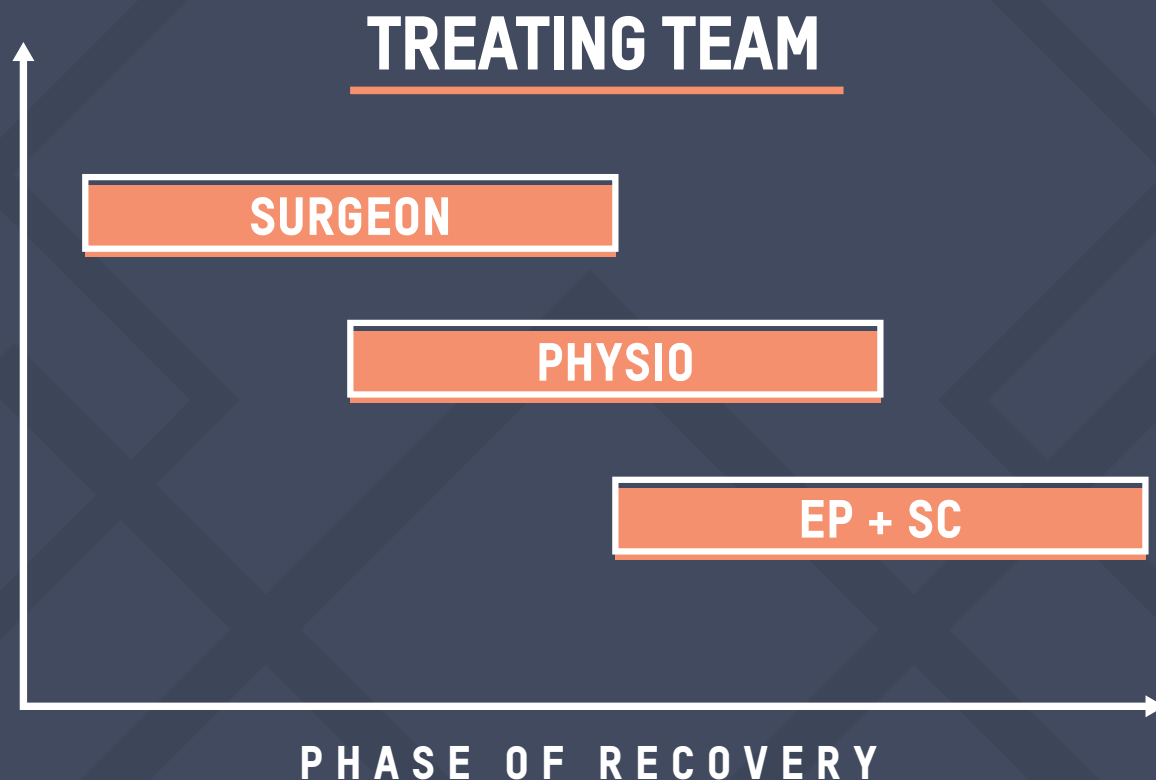 TREATING TEAM
SURGEON
PHYSIO
EP + SC
PHASE OF RECOVERY